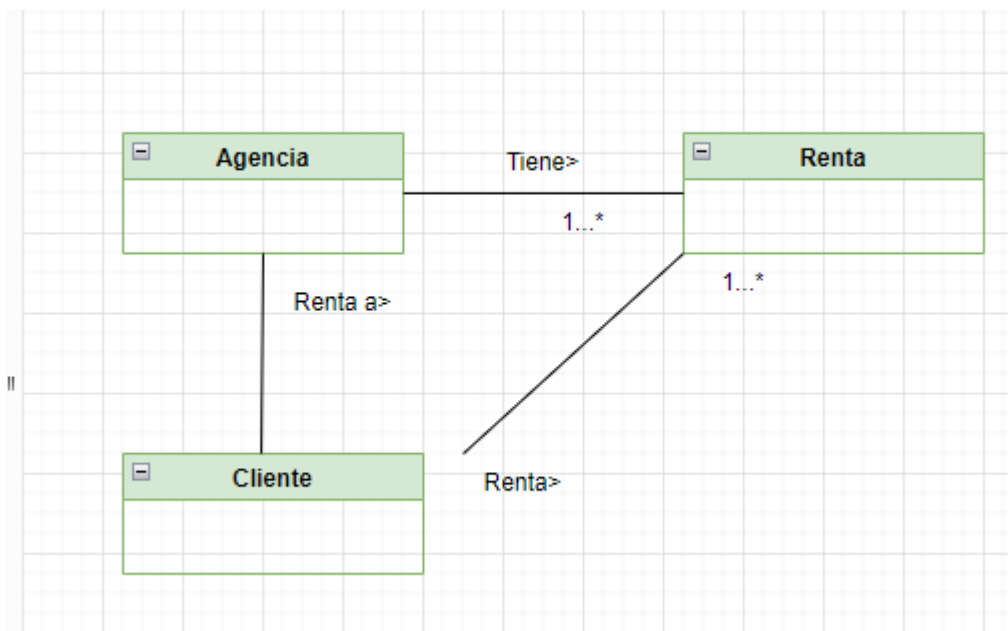 Agencia
Tiene>
Renta
1...*
1...*
Renta a>
Cliente
Renta>